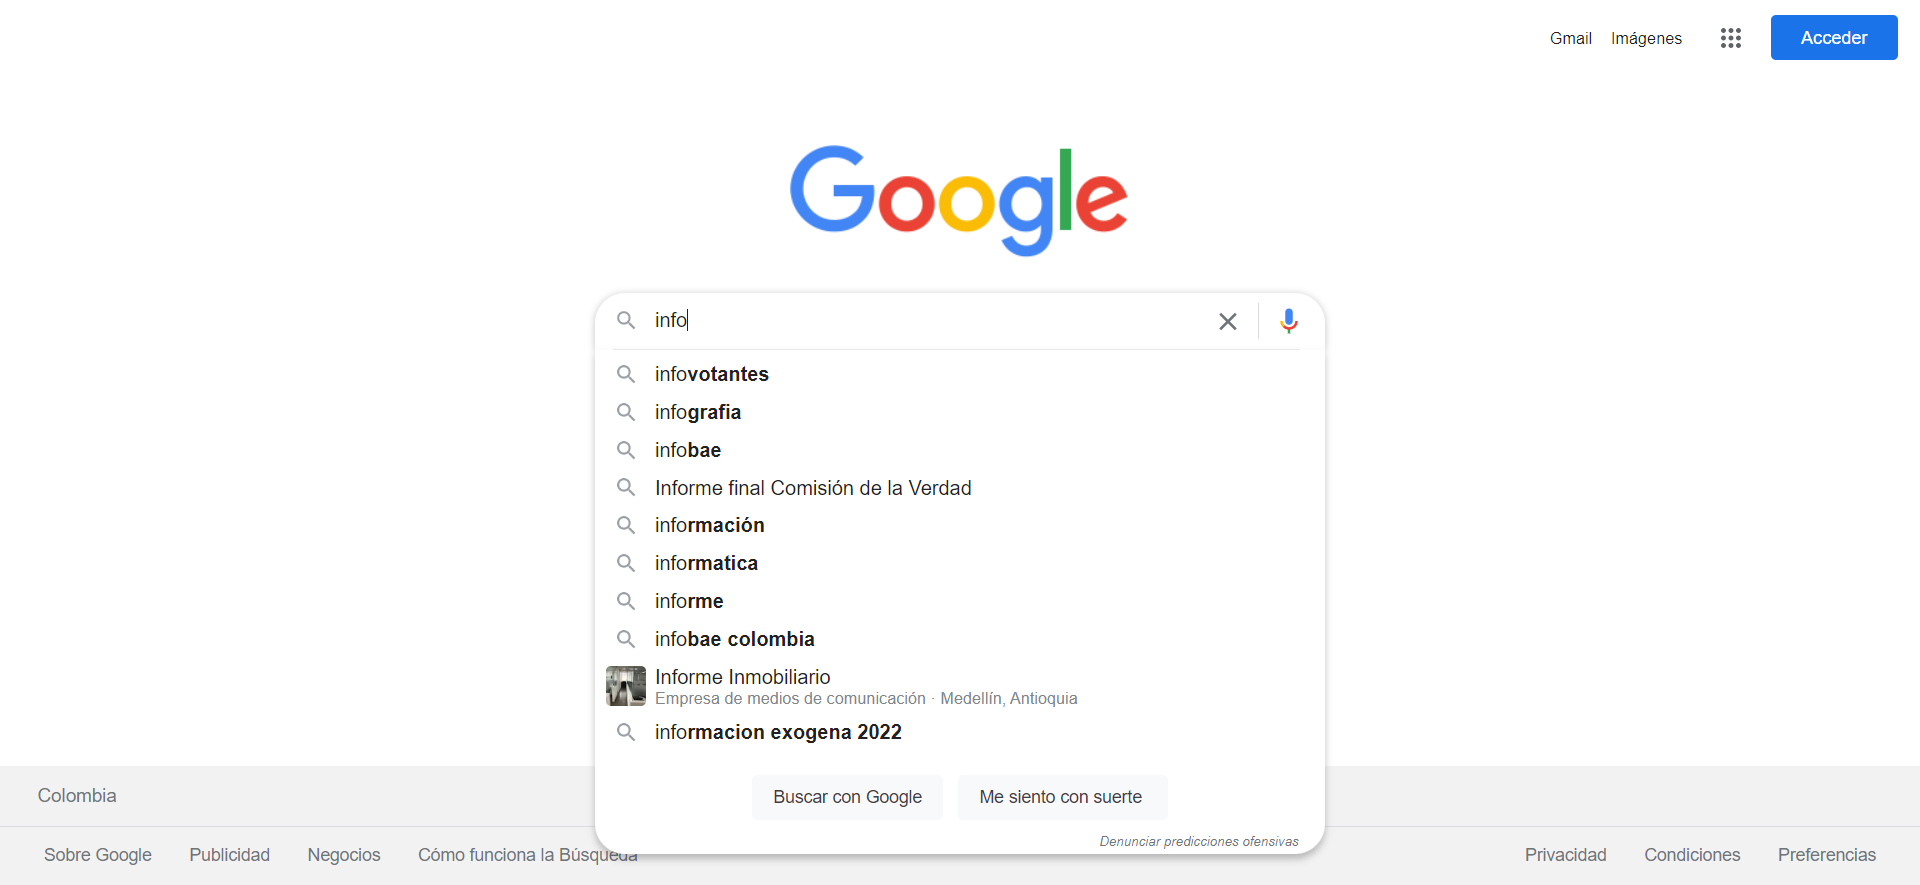 Gmail Imágenes Acceder
Google
info
infovotantes
infografia
infobae
Informe final Comisión de la Verdad
información
informatica
informe
infobae colombia
Informe Inmobiliario
Empresa de medios de comunicación · Medellín, Antioquia
informacion exogena 2022
Buscar con Google Me siento con suerte
Denunciar predicciones ofensivas
Colombia
Sobre Google Publicidad Negocios Cómo funciona la Búsqueda Privacidad Condiciones Preferencias